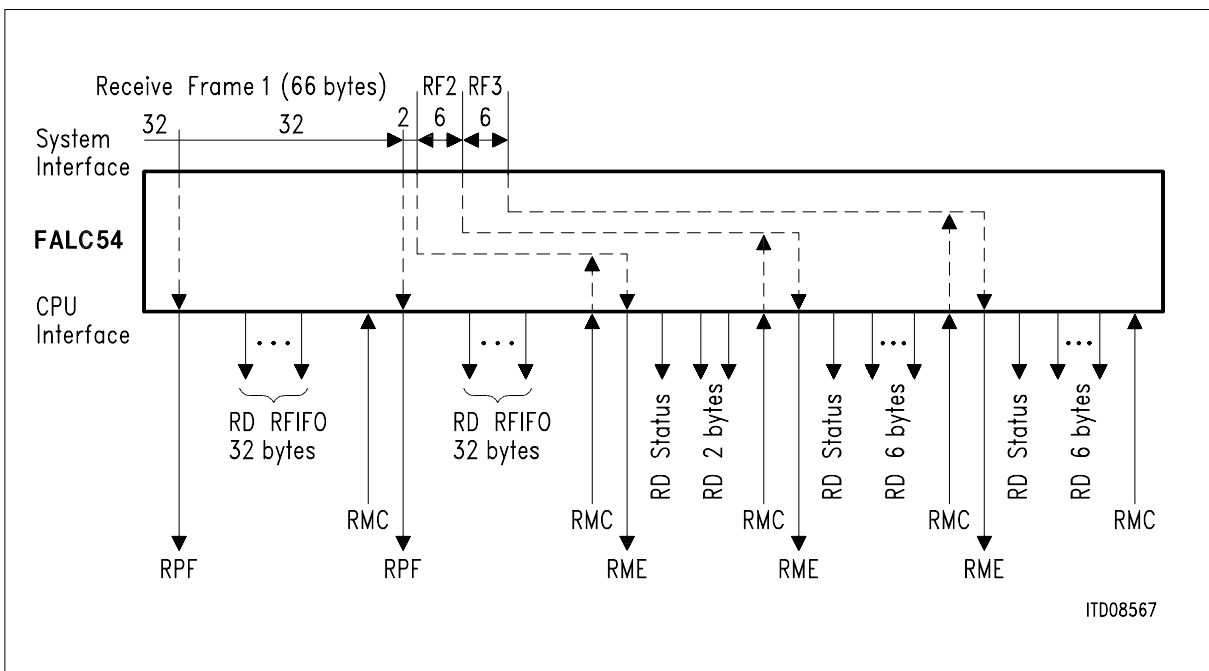 Receive Frame 1 (66 bytes) RF2 RF3
32 32 2 6 6
System
Interface
FALC54
CPU
Interface
... ... ... ...
RD RFIFO
32 bytes
RD RFIFO
32 bytes
RD Status
RD 2 bytes
RD Status
RD 6 bytes
RD Status
RD 6 bytes
RMC RMC RMC RMC RMC
RPF RPF RME RME RME
ITD08567